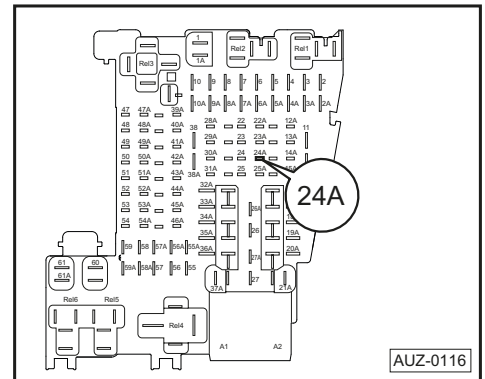 1 Rel2 Rel1
1A
Rel3
10 9 8 7 6 5 4 3 2
10A 9A 8A 7A 6A 5A 4A 3A 2A
47 47A 39A
28A 22 22A 12A
48 48A 40A 38 29A 23 23A 13A 11
49 49A 41A
50 50A 42A 30A 24 24A 14A
51 51A 43A 38A 31A 25 25A 15A
52 52A 44A 32A
24A
53 53A 45A 33A 26A
54 54A 46A 34A 26
35A 19A
59 58 57A 56A 55A 36A 27A 20A
61 60
61A 59A 58A 57 56 55 37A 27 21A
Rel6 Rel5
Rel4
A1 A2
AUZ-0116